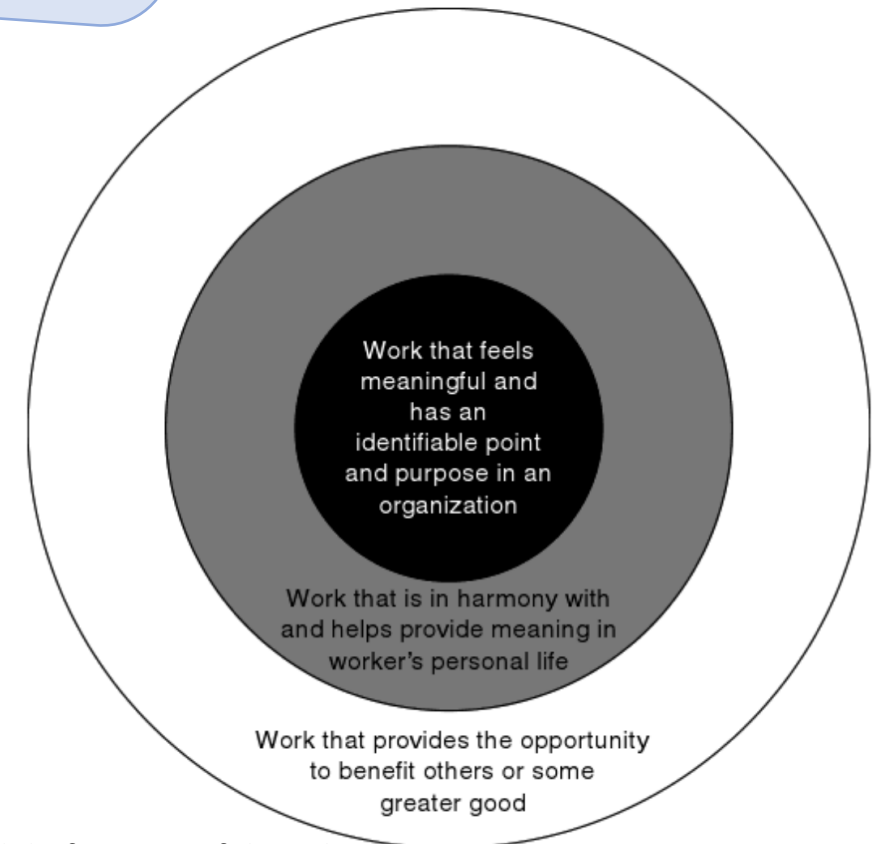 Work that feels
meaningful and
has an
identifiable point
and purpose in an
organization
Work that is in harmony with
and helps provide meaning in
worker’s personal life
Work that provides the opportunity
to benefit others or some
greater good